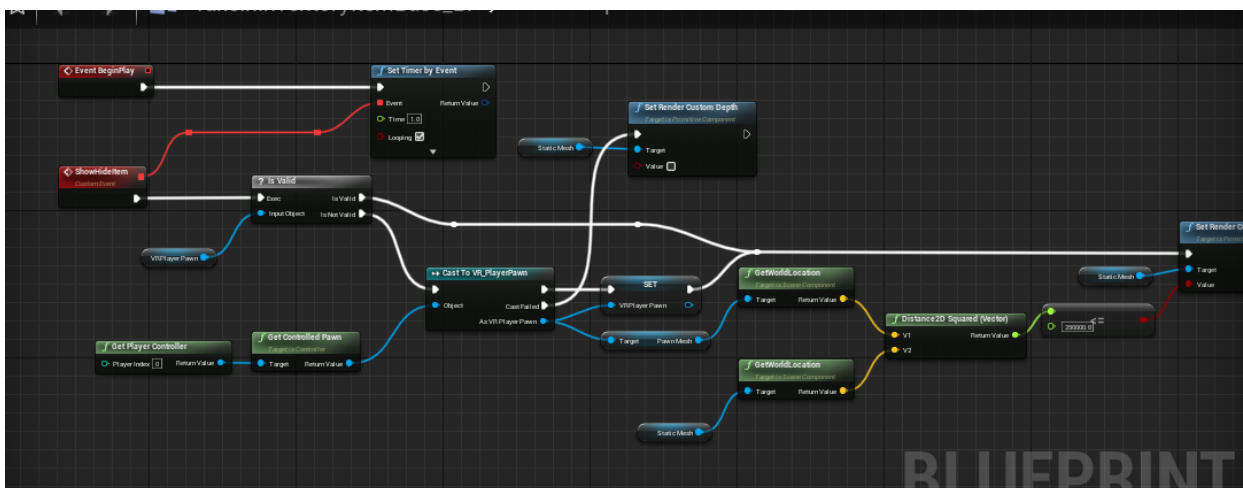 Event BeginPlay
Set Timer by Event
Event
Return Value
Time 1.0
Looping
ShowHideItem
Custom Event
? Is Valid
Exec
Is Valid
Input Object
Is Not Valid
VRPlayer Pawn
Set Render Custom Depth
Target is Primitive Component
Static Mesh
Target
Value
Cast To VR_PlayerPawn
Object
Cast Failed
As VR Player Pawn
SET
VRPlayer Pawn
Target
Pawn Mesh
Get Player Controller
Player Index 0
Return Value
Get Controlled Pawn
Target is Controller
Target
Return Value
GetWorldLocation
Target is Scene Component
Target
Return Value
GetWorldLocation
Target is Scene Component
Target
Return Value
Static Mesh
Distance2D Squared (Vector)
V1
Return Value
V2
<=
250000.0
Set Render
Static Mesh
Target
Value
BLUEPRINT